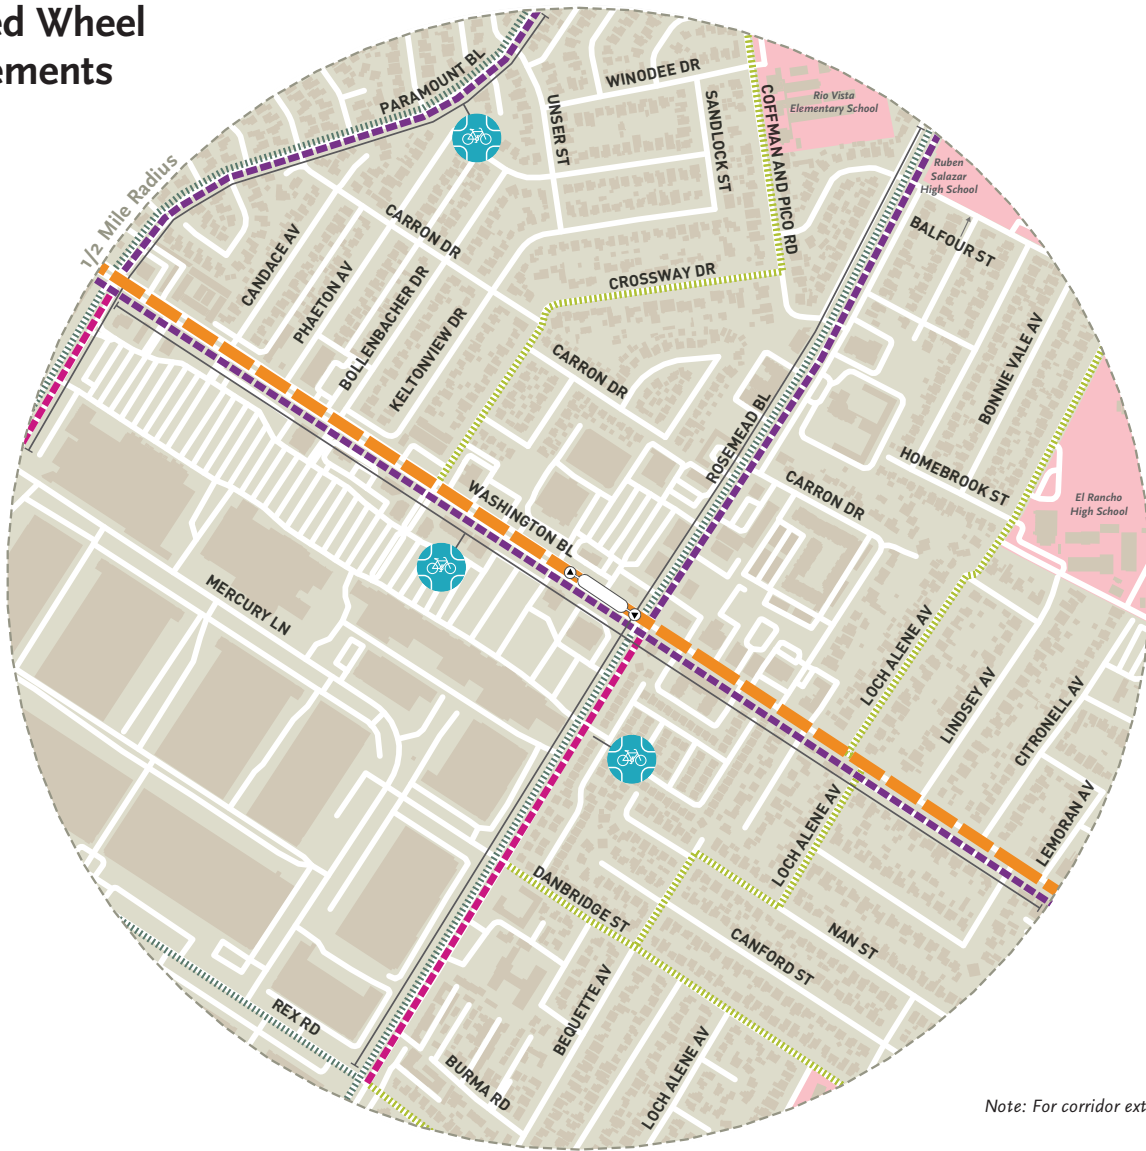 ed Wheel
ements
1/2 Mile Radius
PARAMOUNT BL
WINODEE DR
UNSER ST
SANDLOCK ST
COFFMAN AND PICO RD
Rio Vista
Elementary School
Ruben
Salazar
High School
BALFOUR ST
CANDACE AV
PHAETON AV
BOLLENBACHER DR
KELTONVIEW DR
CARRON DR
CROSSWAY DR
CARRON DR
ROSEMEAD BL
BONNIE VALE AV
HOMEBROOK ST
CARRON DR
El Rancho
High School
WASHINGTON BL
MERCURY LN
LOCH ALENE AV
LINDSEY AV
CITRONELL AV
LEMORAN AV
LOCH ALENE AV
DANBRIDGE ST
NAN ST
CANFORD ST
BEQUETTE AV
REX RD
BURMA RD
LOCH ALENE AV
Note: For corridor ext